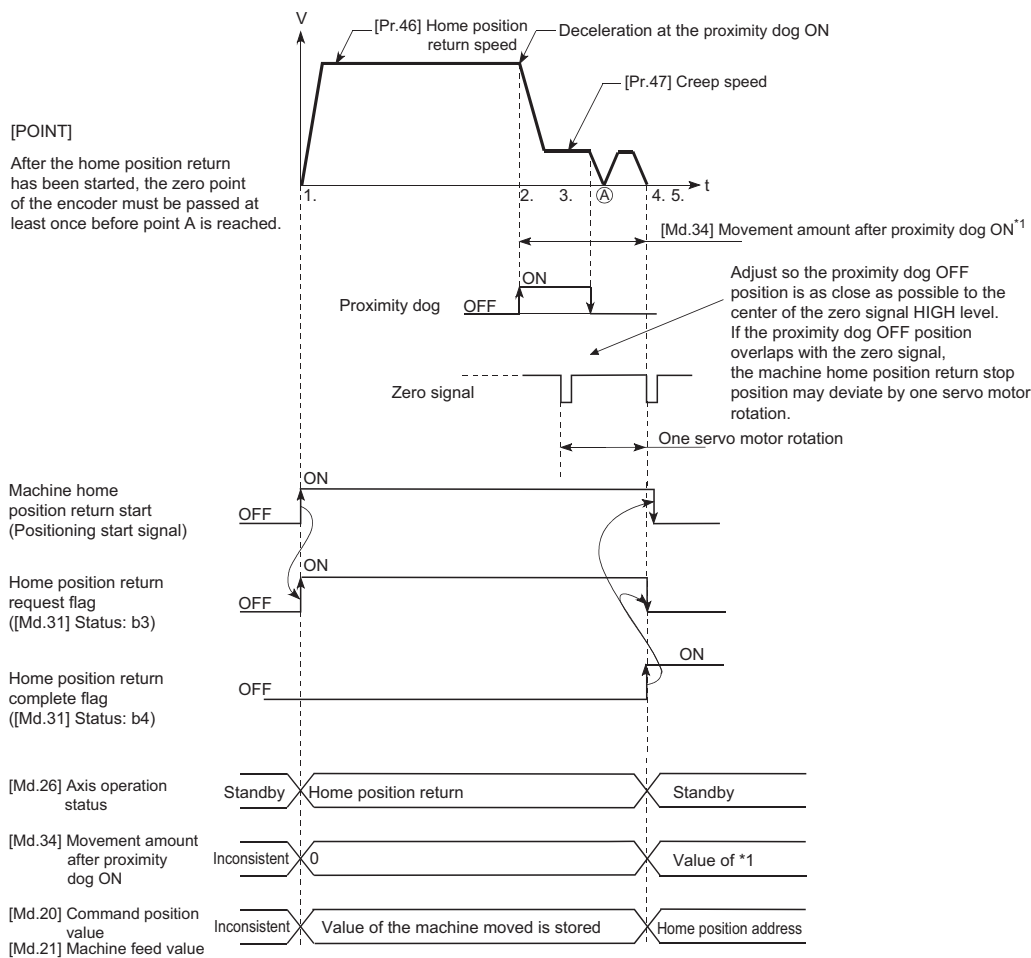 V
[Pr.46] Home position
return speed
Deceleration at the proximity dog ON
[Pr.47] Creep speed
[POINT]
After the home position return
has been started, the zero point
of the encoder must be passed at
least once before point A is reached.
1.
2.
3.
Ⓐ
4. 5.
t
[Md.34] Movement amount after proximity dog ON*1
Proximity dog
OFF
ON
Adjust so the proximity dog OFF
position is as close as possible to the
center of the zero signal HIGH level.
If the proximity dog OFF position
overlaps with the zero signal,
the machine home position return stop
position may deviate by one servo motor
rotation.
Zero signal
One servo motor rotation
Machine home
position return start
(Positioning start signal)
OFF
ON
Home position return
request flag
([Md.31] Status: b3)
OFF
ON
Home position return
complete flag
([Md.31] Status: b4)
OFF
ON
[Md.26] Axis operation
status
Standby
Home position return
Standby
[Md.34] Movement amount
after proximity
dog ON
Inconsistent
0
Value of *1
[Md.20] Command position
value
[Md.21] Machine feed value
Inconsistent
Value of the machine moved is stored
Home position address